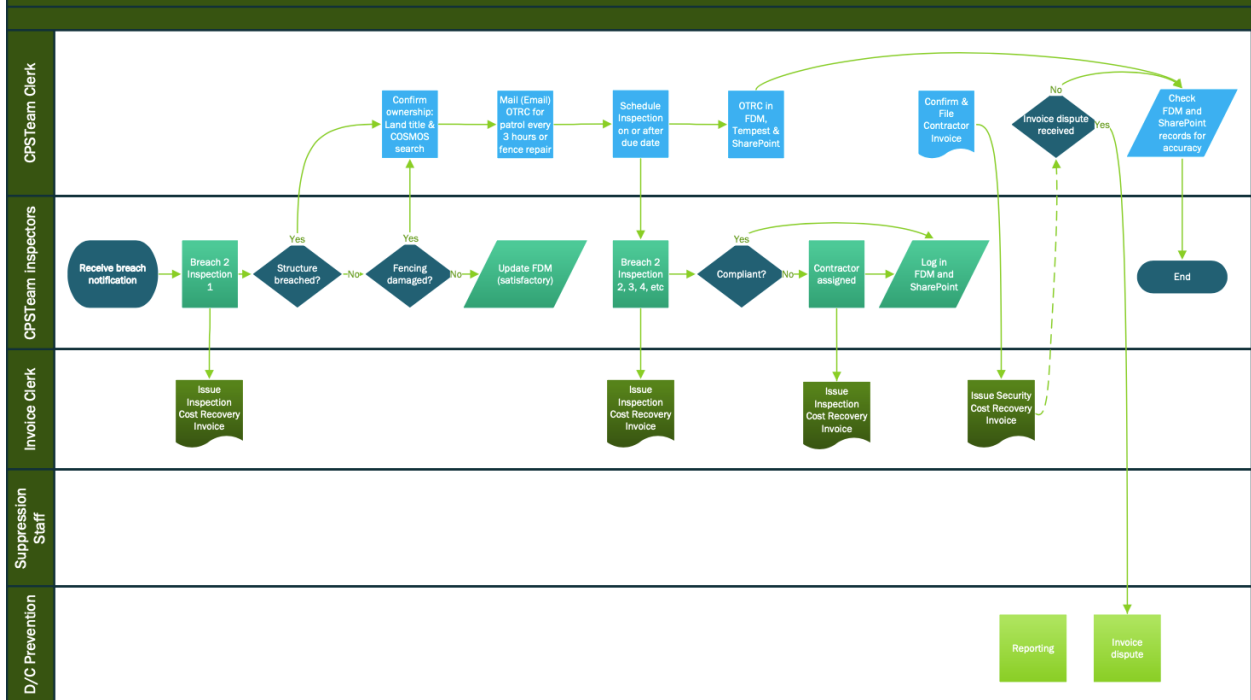 CPSTeam Clerk
Confirm
ownership:
Land title &
COSMOS
search
Mail (Email)
OTRC for
patrol every
3 hours or
fence repair
Schedule
Inspection
on or after
due date
OTRC in
FDM,
Tempest &
SharePoint
Confirm &
File
Contractor
Invoice
Invoice dispute
received
No
Yes
Check
FDM and
SharePoint
records for
accuracy
CPSTeam inspectors
Receive breach
notification
Breach 2
Inspection
1
Yes
Structure
breached?
No
Yes
Fencing
damaged?
No
Update FDM
(satisfactory)
Breach 2
Inspection
2, 3, 4, etc
Yes
Compliant?
No
Contractor
assigned
Log in
FDM and
SharePoint
End
Invoice Clerk
Issue
Inspection
Cost Recovery
Invoice
Issue
Inspection
Cost Recovery
Invoice
Issue
Inspection
Cost Recovery
Invoice
Issue Security
Cost Recovery
Invoice
Suppression
Staff
D/C Prevention
Reporting
Invoice
dispute